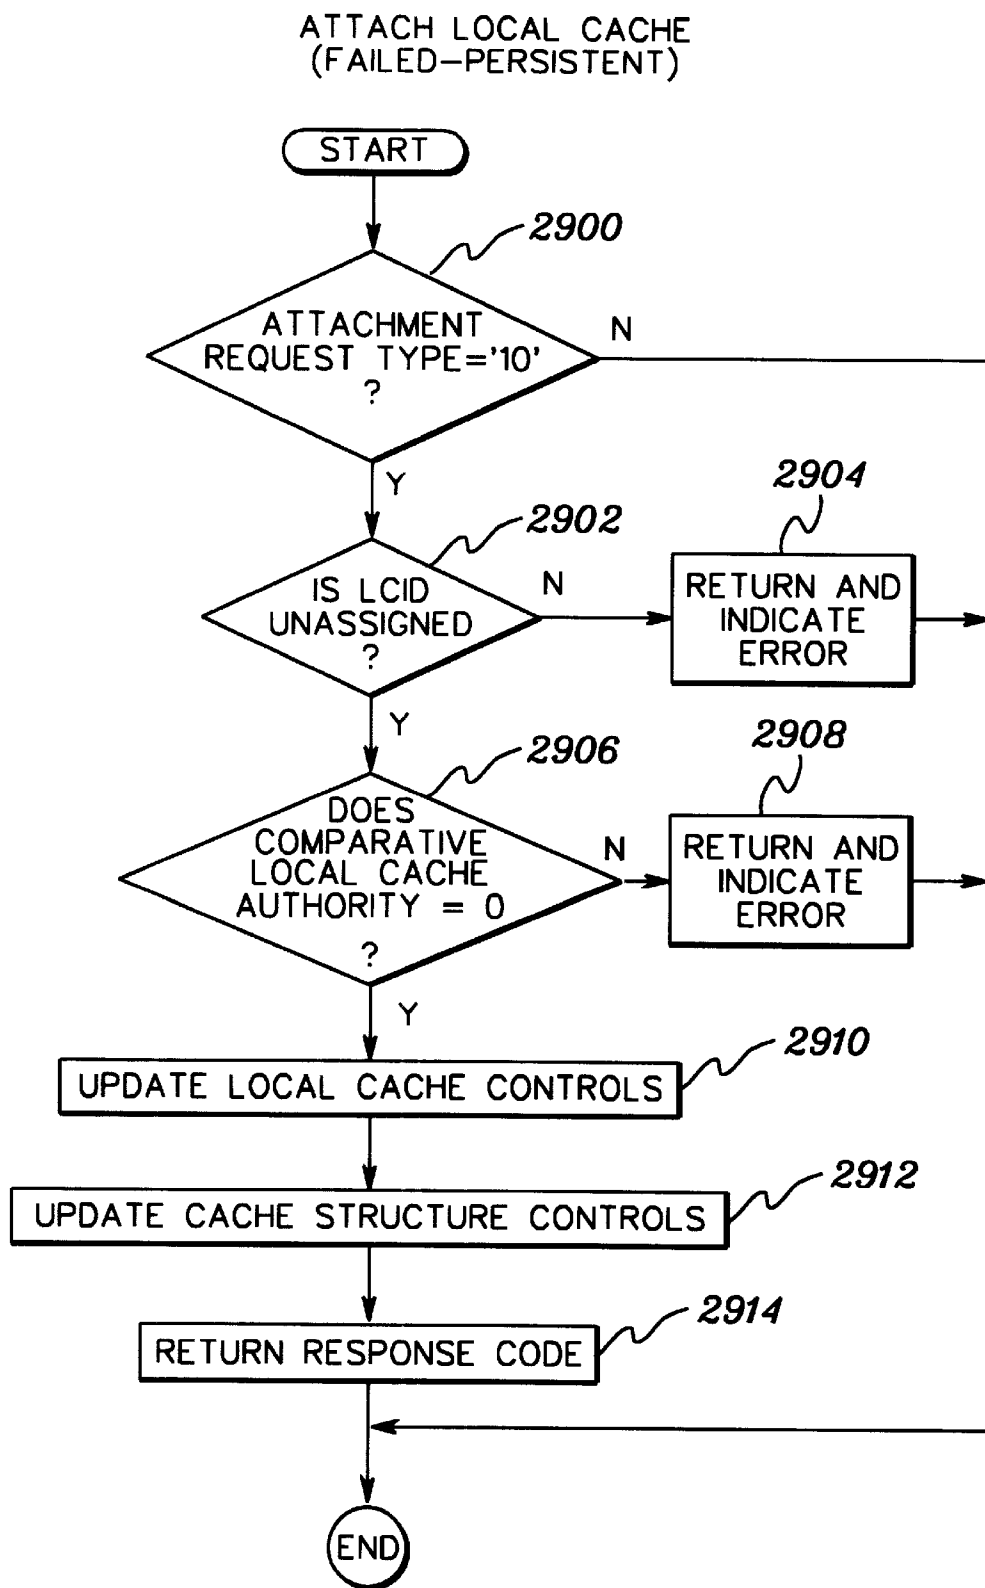 ATTACH LOCAL CACHE
(FAILED-PERSISTENT)
START
2900
ATTACHMENT
REQUEST TYPE='10'
?
N
Y
2902
IS LCID
UNASSIGNED
?
N
2904
RETURN AND
INDICATE
ERROR
Y
2906
DOES
COMPARATIVE
LOCAL CACHE
AUTHORITY = 0
?
N
2908
RETURN AND
INDICATE
ERROR
Y
2910
UPDATE LOCAL CACHE CONTROLS
2912
UPDATE CACHE STRUCTURE CONTROLS
2914
RETURN RESPONSE CODE
END